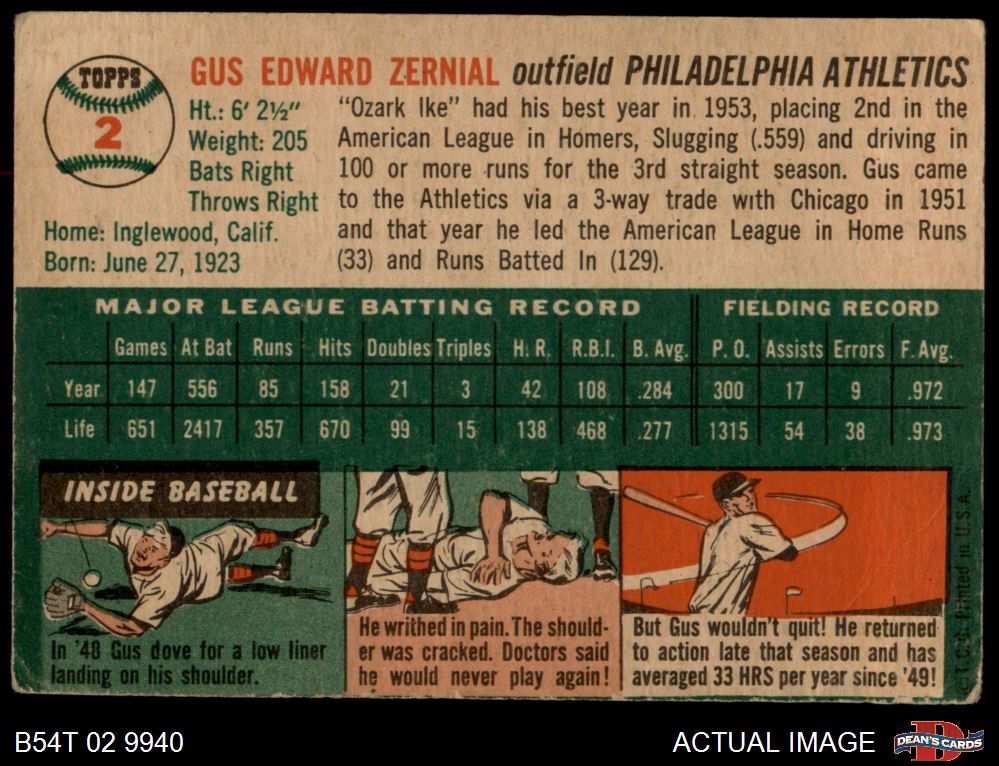 TOPPS
2
GUS EDWARD ZERNIAL outfield PHILADELPHIA ATHLETICS
Ht.: 6' 2½"
Weight: 205
Bats Right
Throws Right
Home: Inglewood, Calif.
Born: June 27, 1923
"Ozark Ike" had his best year in 1953, placing 2nd in the
American League in Homers, Slugging (.559) and driving in
100 or more runs for the 3rd straight season. Gus came
to the Athletics via a 3-way trade with Chicago in 1951
and that year he led the American League in Home Runs
(33) and Runs Batted In (129).
MAJOR LEAGUE BATTING RECORD FIELDING RECORD
Games At Bat Runs Hits Doubles Triples H. R. R.B.I. B. Avg. P. O. Assists Errors F. Avg.
Year 147 556 85 158 21 3 42 108 .284 300 17 9 .972
Life 651 2417 357 670 99 15 138 468 .277 1315 54 38 .973
INSIDE BASEBALL
In '48 Gus dove for a low liner
landing on his shoulder.
He writhed in pain. The should-
er was cracked. Doctors said
he would never play again!
But Gus wouldn't quit! He returned
to action late that season and has
averaged 33 HRS per year since '49!
© T.C.G. Printed in U.S.A.
B54T 02 9940
ACTUAL IMAGE
DEAN'S CARDS